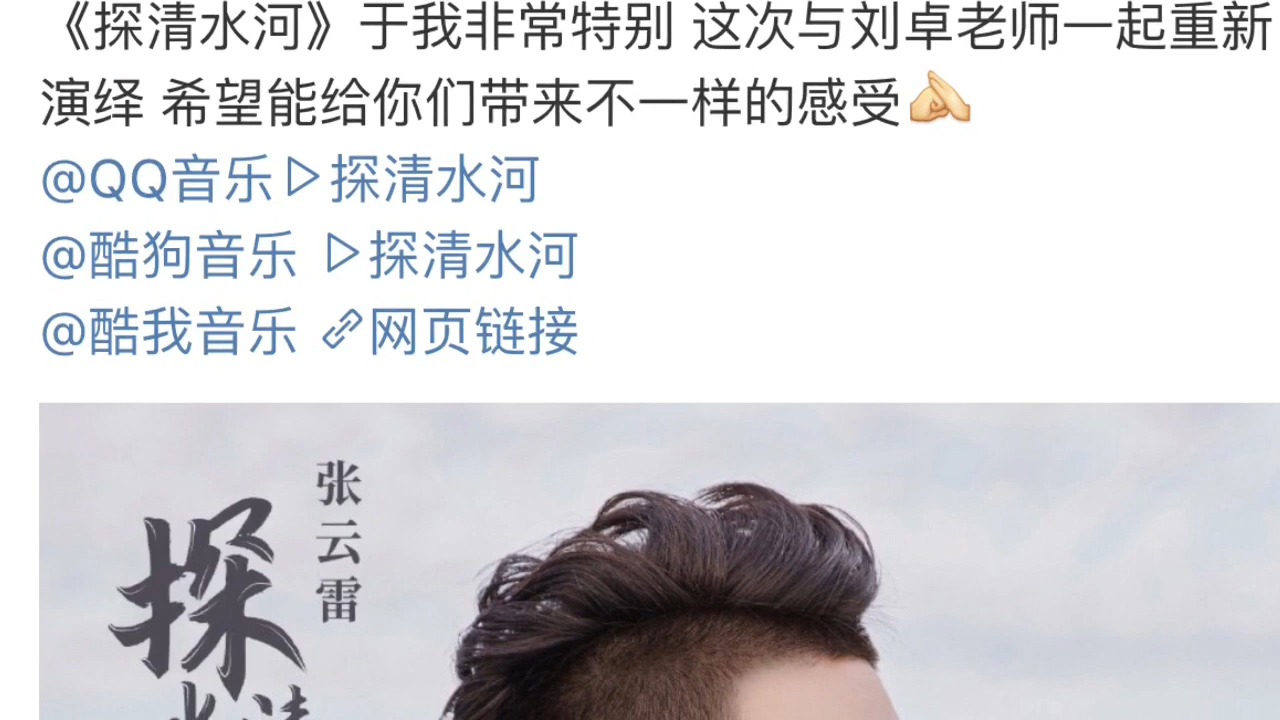 《探清水河》于我非常特别 这次与刘卓老师一起重新
演绎 希望能给你们带来不一样的感受
@QQ音乐▷探清水河
@酷狗音乐 ▷探清水河
@酷我音乐 网页链接
张云雷
探
清
水